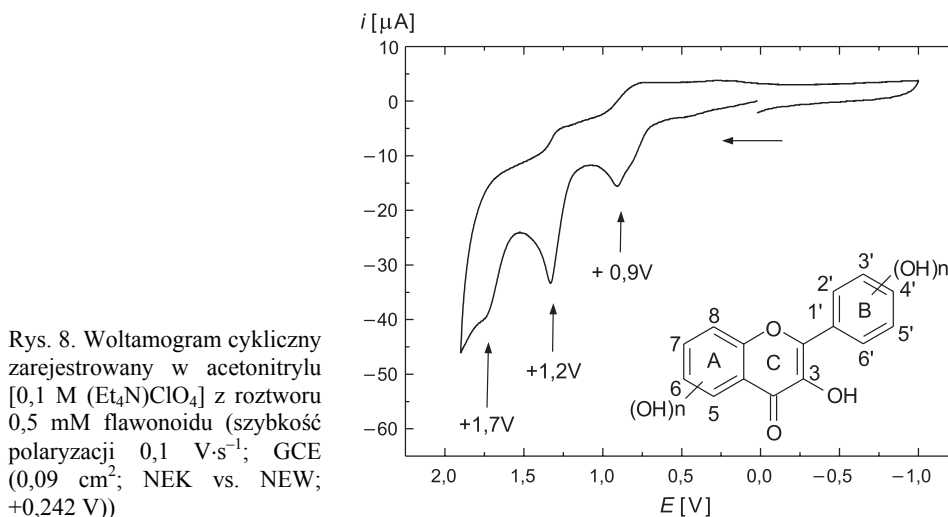 i [μA]
10
0
−10
−20
−30
−40
−50
−60
+ 0,9V
+1,2V
+1,7V
2,0 1,5 1,0 0,5 0,0 −0,5 −1,0
E [V]
3' (OH)n
2' 4'
B
1' 5'
8 O 6'
7
A C
6 3
(OH)n 5 OH
O
Rys. 8. Woltamogram cykliczny
zarejestrowany w acetonitrylu
[0,1 M (Et₄N)ClO₄] z roztworu
0,5 mM flawonoidu (szybkość
polaryzacji 0,1 V·s⁻¹; GCE
(0,09 cm²; NEK vs. NEW;
+0,242 V))